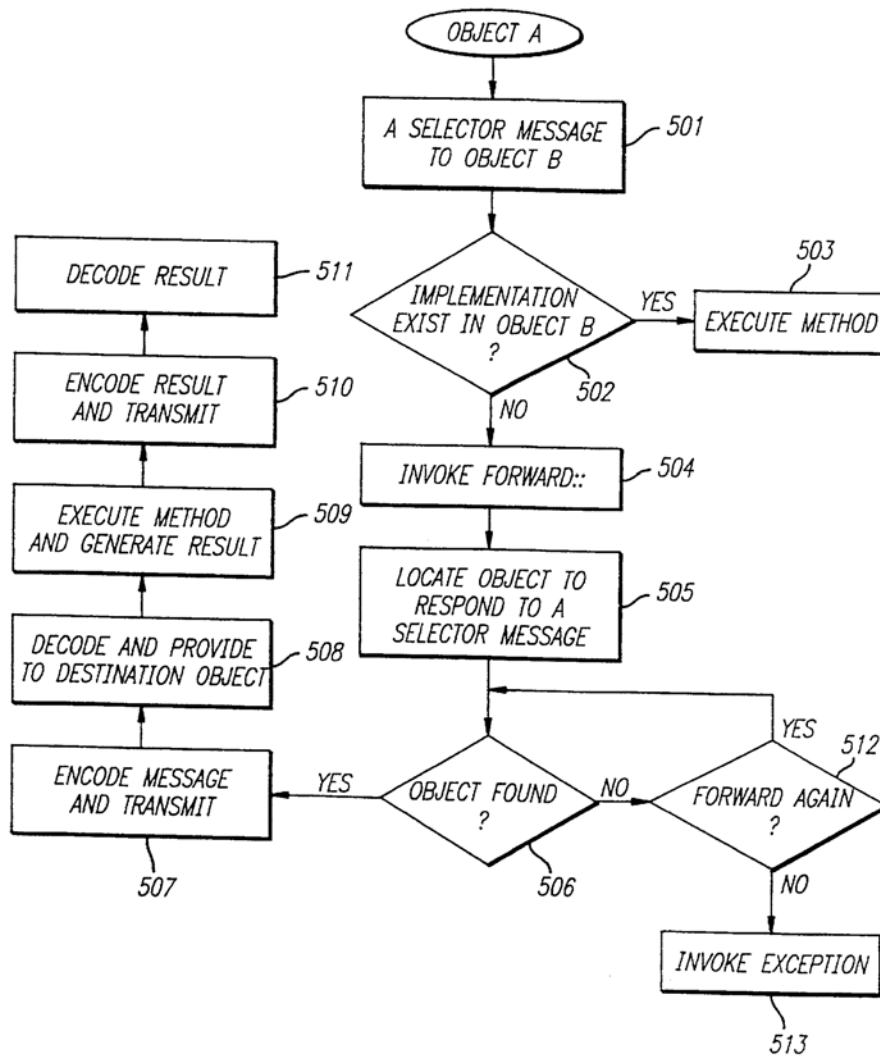 OBJECT A
A SELECTOR MESSAGE
TO OBJECT B
501
IMPLEMENTATION
EXIST IN OBJECT B
?
502
YES
503
EXECUTE METHOD
NO
INVOKE FORWARD::
504
LOCATE OBJECT TO
RESPOND TO A
SELECTOR MESSAGE
505
OBJECT FOUND
?
506
YES
NO
FORWARD AGAIN
?
512
YES
NO
INVOKE EXCEPTION
513
ENCODE MESSAGE
AND TRANSMIT
507
DECODE AND PROVIDE
TO DESTINATION OBJECT
508
EXECUTE METHOD
AND GENERATE RESULT
509
ENCODE RESULT
AND TRANSMIT
510
DECODE RESULT
511